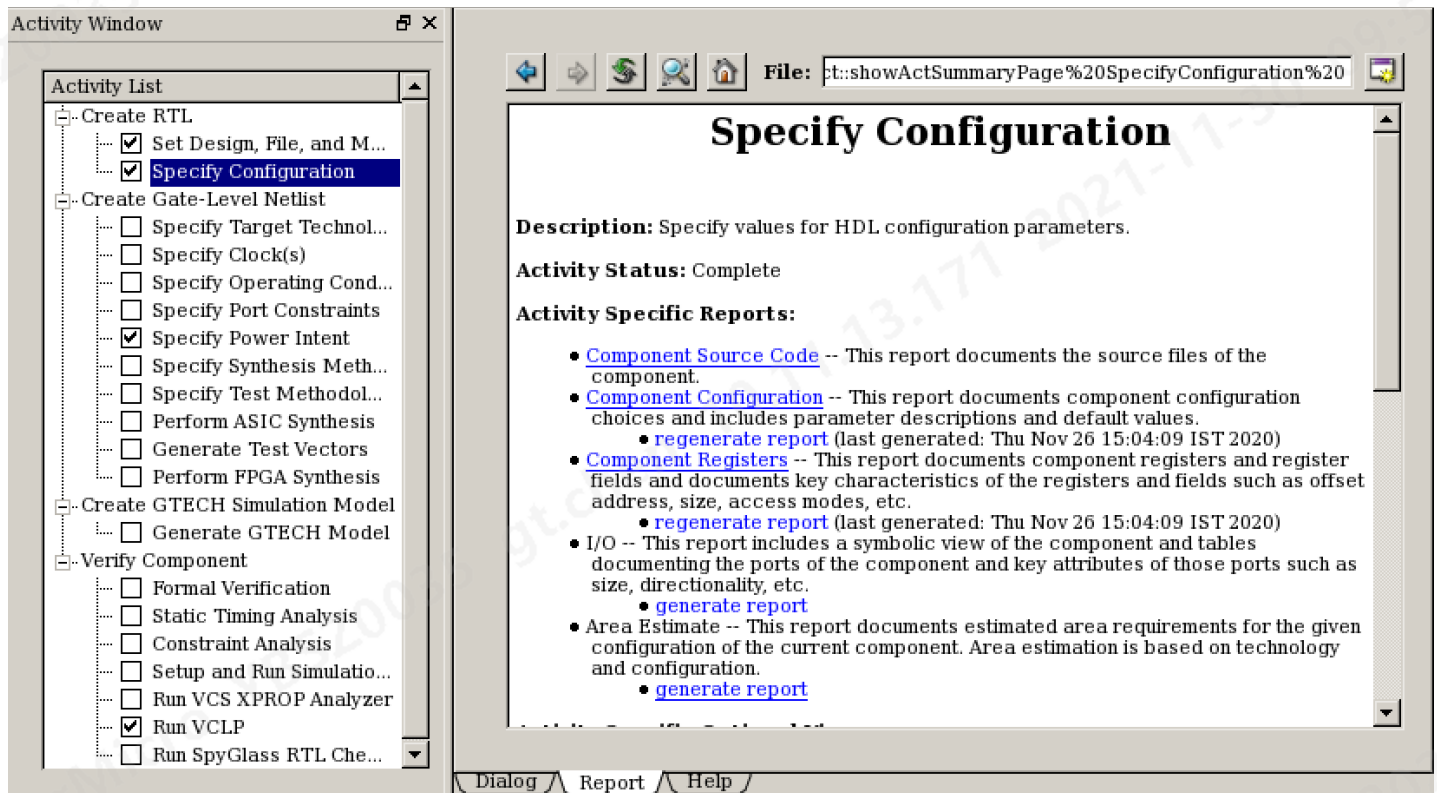 Activity Window
Activity List
Create RTL
Set Design, File, and M...
Specify Configuration
Create Gate-Level Netlist
Specify Target Technol...
Specify Clock(s)
Specify Operating Cond...
Specify Port Constraints
Specify Power Intent
Specify Synthesis Meth...
Specify Test Methodol...
Perform ASIC Synthesis
Generate Test Vectors
Perform FPGA Synthesis
Create GTECH Simulation Model
Generate GTECH Model
Verify Component
Formal Verification
Static Timing Analysis
Constraint Analysis
Setup and Run Simulatio...
Run VCS XPROP Analyzer
Run VCLP
Run SpyGlass RTL Che...
File: ct::showActSummaryPage%20SpecifyConfiguration%20
Specify Configuration
Description: Specify values for HDL configuration parameters.
Activity Status: Complete
Activity Specific Reports:
Component Source Code -- This report documents the source files of the
component.
Component Configuration -- This report documents component configuration
choices and includes parameter descriptions and default values.
regenerate report (last generated: Thu Nov 26 15:04:09 IST 2020)
Component Registers -- This report documents component registers and register
fields and documents key characteristics of the registers and fields such as offset
address, size, access modes, etc.
regenerate report (last generated: Thu Nov 26 15:04:09 IST 2020)
I/O -- This report includes a symbolic view of the component and tables
documenting the ports of the component and key attributes of those ports such as
size, directionality, etc.
generate report
Area Estimate -- This report documents estimated area requirements for the given
configuration of the current component. Area estimation is based on technology
and configuration.
generate report
Dialog
Report
Help